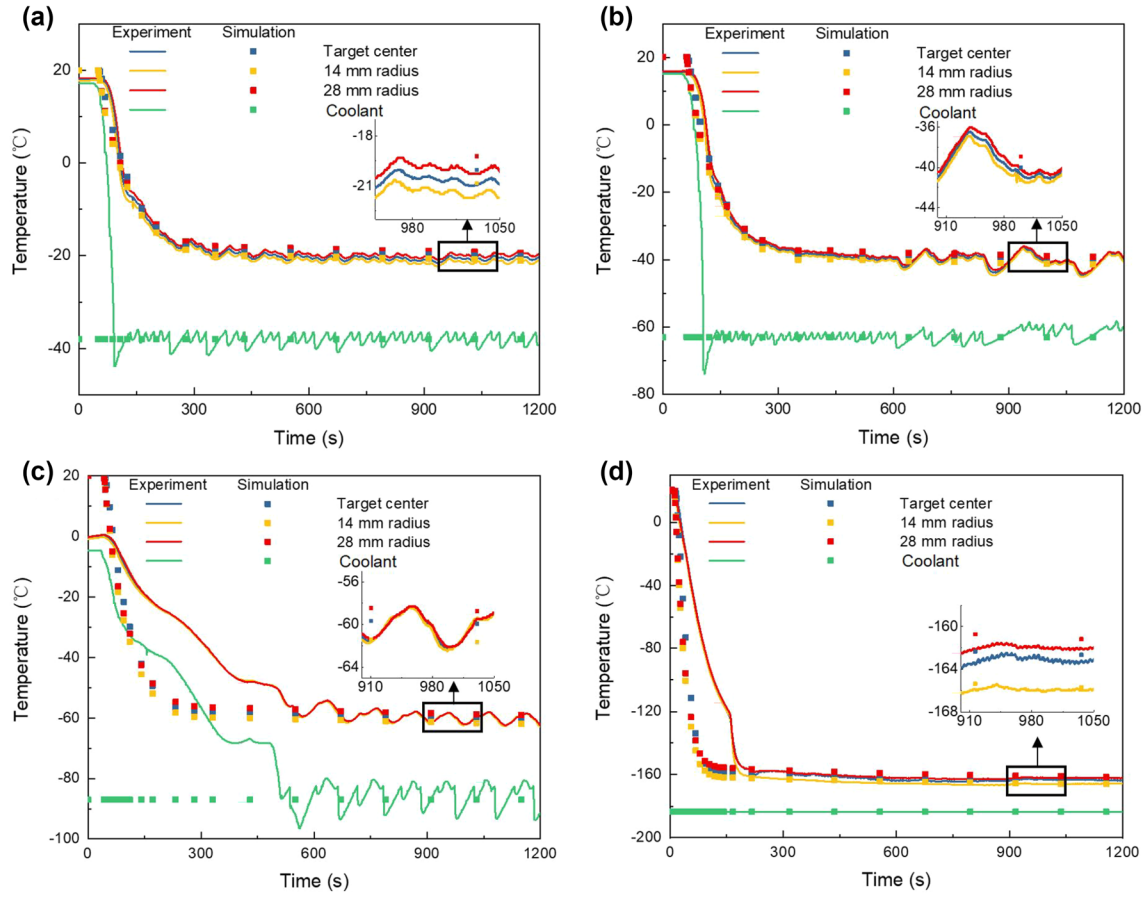 (a)
Experiment Simulation
Target center
14 mm radius
28 mm radius
Coolant
20
0
-20
-40
Temperature (℃)
-18
-21
980 1050
0 300 600 900 1200
Time (s)
(b)
Experiment Simulation
Target center
14 mm radius
28 mm radius
Coolant
20
0
-20
-40
-60
-80
Temperature (℃)
-36
-40
-44
910 980 1050
0 300 600 900 1200
Time (s)
(c)
Experiment Simulation
Target center
14 mm radius
28 mm radius
Coolant
20
0
-20
-40
-60
-80
-100
Temperature (℃)
-56
-60
-64
910 980 1050
0 300 600 900 1200
Time (s)
(d)
Experiment Simulation
Target center
14 mm radius
28 mm radius
Coolant
0
-40
-80
-120
-160
-200
Temperature (℃)
-160
-164
-168
910 980 1050
0 300 600 900 1200
Time (s)